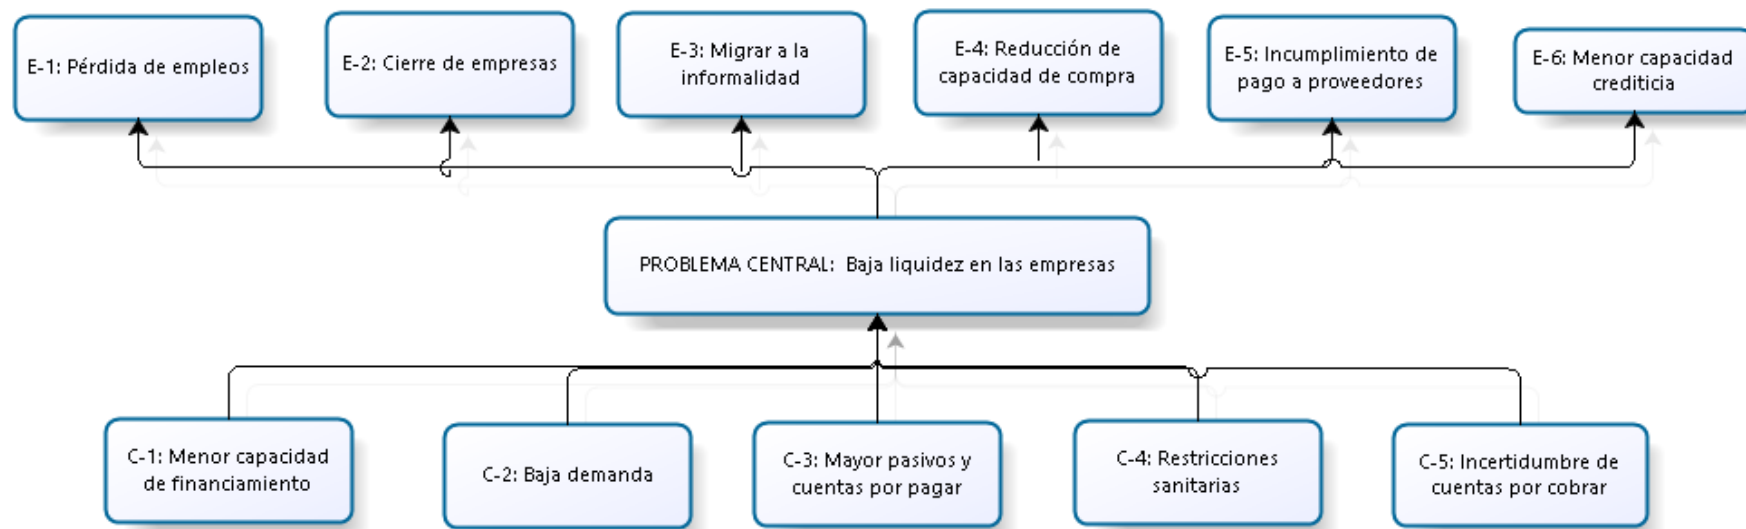 E-1: Pérdida de empleos
E-2: Cierre de empresas
E-3: Migrar a la
informalidad
E-4: Reducción de
capacidad de compra
E-5: Incumplimiento de
pago a proveedores
E-6: Menor capacidad
crediticia
PROBLEMA CENTRAL: Baja liquidez en las empresas
C-1: Menor capacidad
de financiamiento
C-2: Baja demanda
C-3: Mayor pasivos y
cuentas por pagar
C-4: Restricciones
sanitarias
C-5: Incertidumbre de
cuentas por cobrar